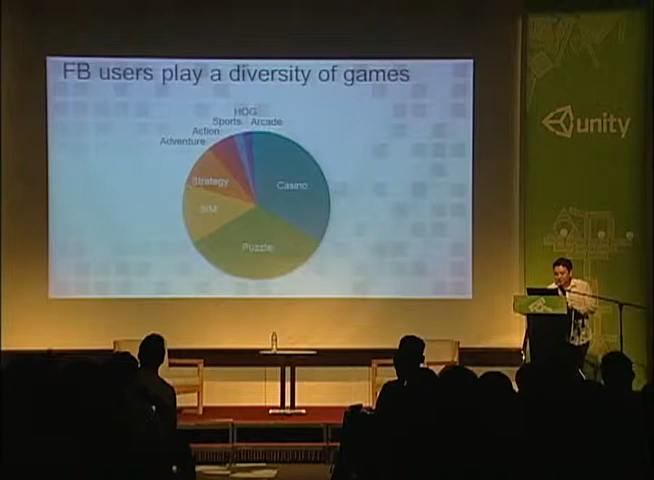 FB users play a diversity of games
HOG
Sports
Arcade
Action
Adventure
Strategy
Casino
SIM
Puzzle
unity